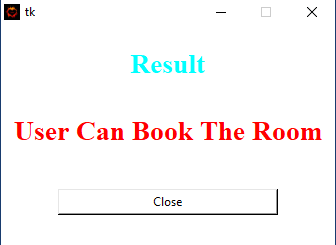 tk
Result
User Can Book The Room
Close